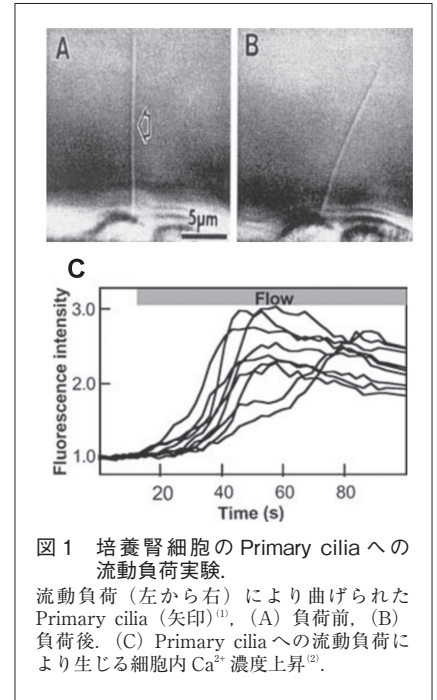 A
B
5μm
C
Flow
Fluorescence intensity
3.0
2.0
1.0
20 40 60 80
Time (s)
図1 培養腎細胞の Primary cilia への
流動負荷実験.
流動負荷（左から右）により曲げられた
Primary cilia（矢印）⁽¹⁾,（A）負荷前,（B）
負荷後.（C）Primary cilia への流動負荷に
より生じる細胞内 Ca²⁺ 濃度上昇⁽²⁾.